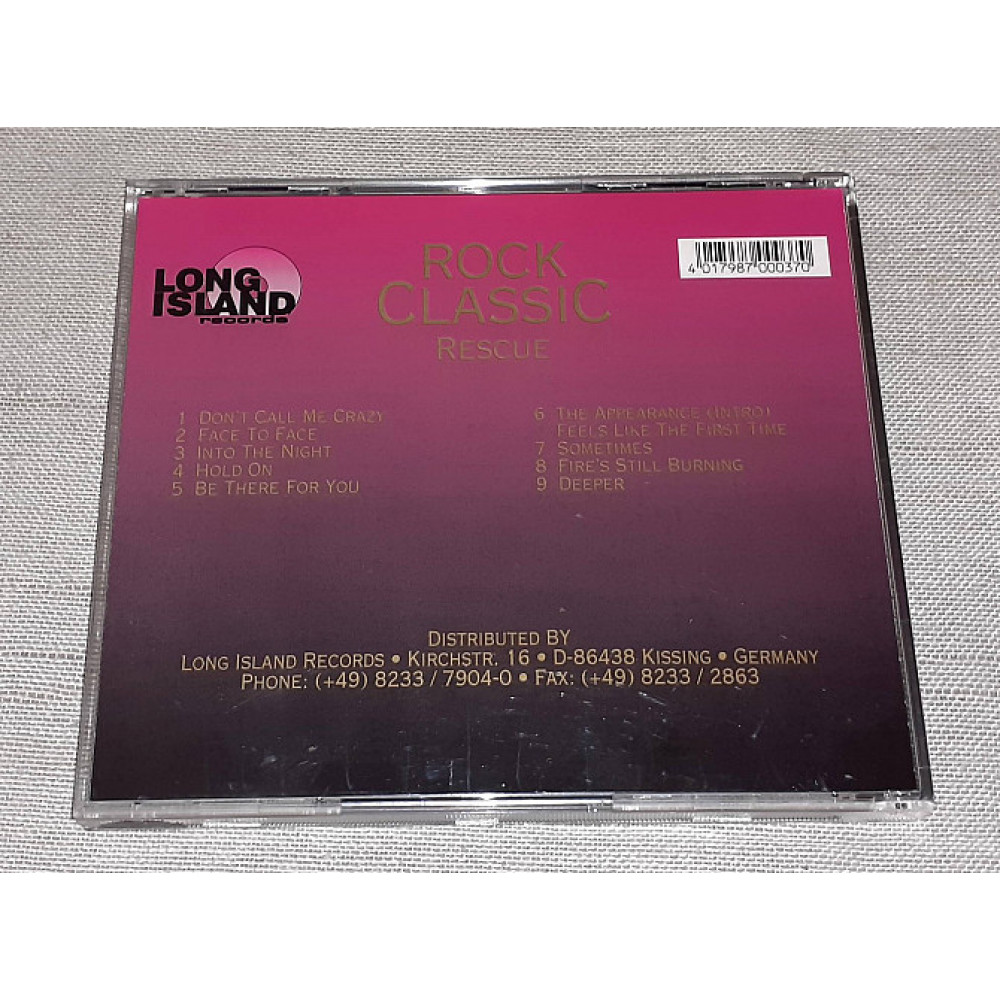 LONG
ISLAND
records
ROCK
CLASSIC
RESCUE
4 017987 000370
1 DON'T CALL ME CRAZY
2 FACE TO FACE
3 INTO THE NIGHT
4 HOLD ON
5 BE THERE FOR YOU
6 THE APPEARANCE (INTRO)
FEELS LIKE THE FIRST TIME
7 SOMETIMES
8 FIRE'S STILL BURNING
9 DEEPER
DISTRIBUTED BY
LONG ISLAND RECORDS • KIRCHSTR. 16 • D-86438 KISSING • GERMANY
PHONE: (+49) 8233 / 7904-0 • FAX: (+49) 8233 / 2863